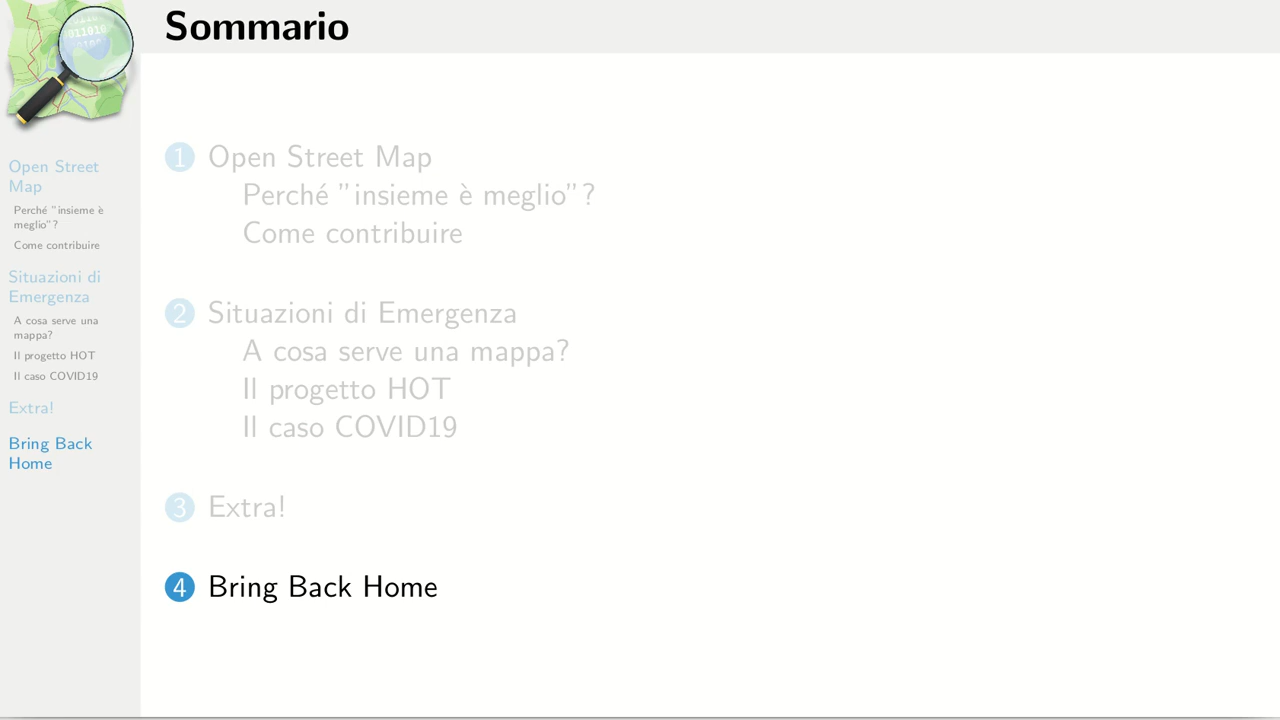 Sommario
Open Street
Map
Perché "insieme è
meglio"?
Come contribuire
Situazioni di
Emergenza
A cosa serve una
mappa?
Il progetto HOT
Il caso COVID19
Extra!
Bring Back
Home
1 Open Street Map
Perché "insieme è meglio"?
Come contribuire
2 Situazioni di Emergenza
A cosa serve una mappa?
Il progetto HOT
Il caso COVID19
3 Extra!
4 Bring Back Home